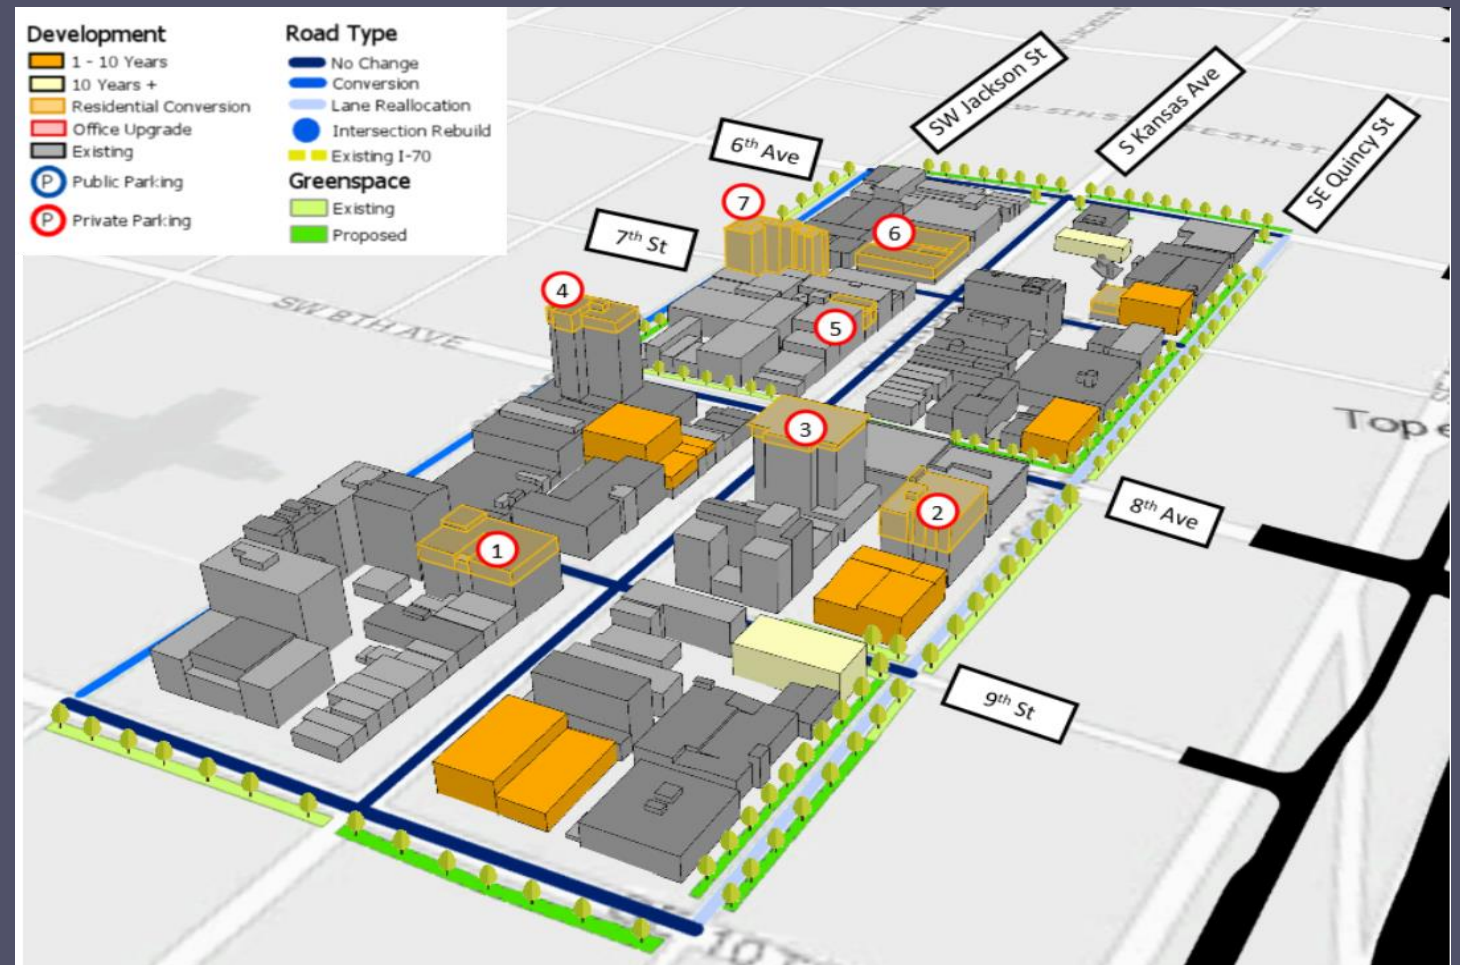 Development
1 - 10 Years
10 Years +
Residential Conversion
Office Upgrade
Existing
P Public Parking
P Private Parking
Road Type
No Change
Conversion
Lane Reallocation
Intersection Rebuild
Existing I-70
Greenspace
Existing
Proposed
SW Jackson St
S Kansas Ave
SE Quincy St
6th Ave
7th St
SW 8TH AVE
7
6
4
5
3
2
1
Tope
8th Ave
9th St
10